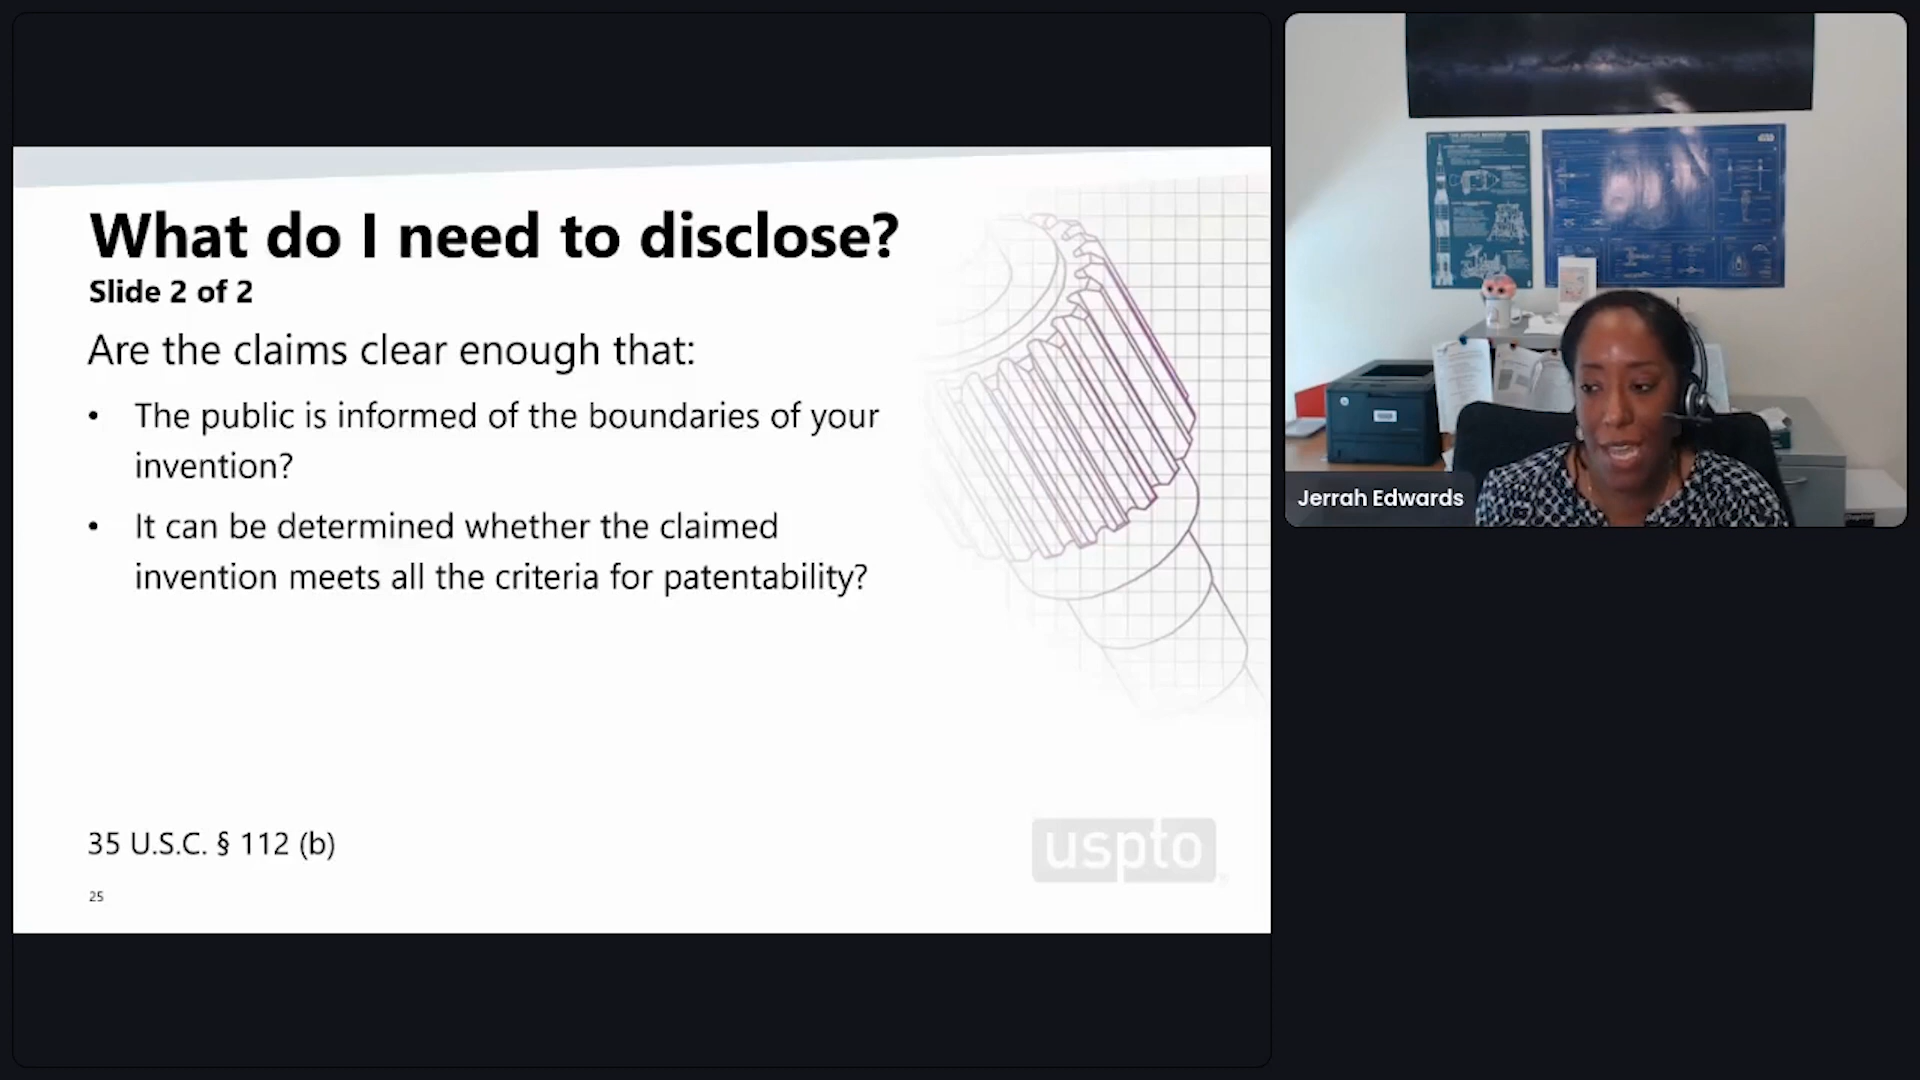 What do I need to disclose?
Slide 2 of 2
Are the claims clear enough that:
• The public is informed of the boundaries of your
invention?
• It can be determined whether the claimed
invention meets all the criteria for patentability?
35 U.S.C. § 112 (b)
25
uspto
Jerrah Edwards